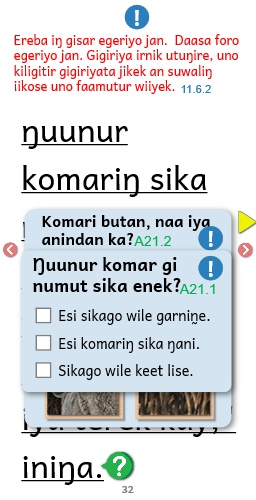 Ereba iŋ gisar egeriyo jan. Daasa foro
egeriyo jan. Gigiriya irnik utuŋire, uno
kiligitir gigiriyata jikek an suwaliŋ
iikose uno faamutur wiiyek. 11.6.2
ŋuunur
komariŋ sika
Komari butan, naa iya
anindan ka? A21.2
Ŋuunur komar gi
numut sika enek? A21.1
Esi sikago wile garniŋe.
Esi komariŋ sika ŋani.
Sikago wile keet lise.
iniŋa.
32